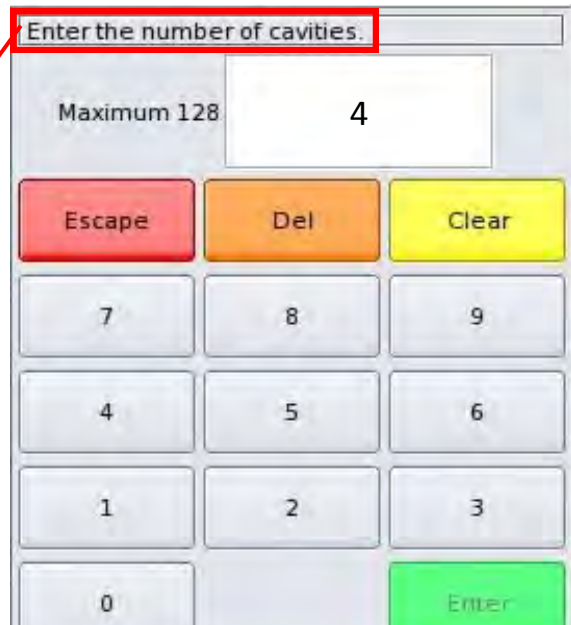 Enter the number of cavities.
Maximum 128 4
Escape Del Clear
7 8 9
4 5 6
1 2 3
0 Enter